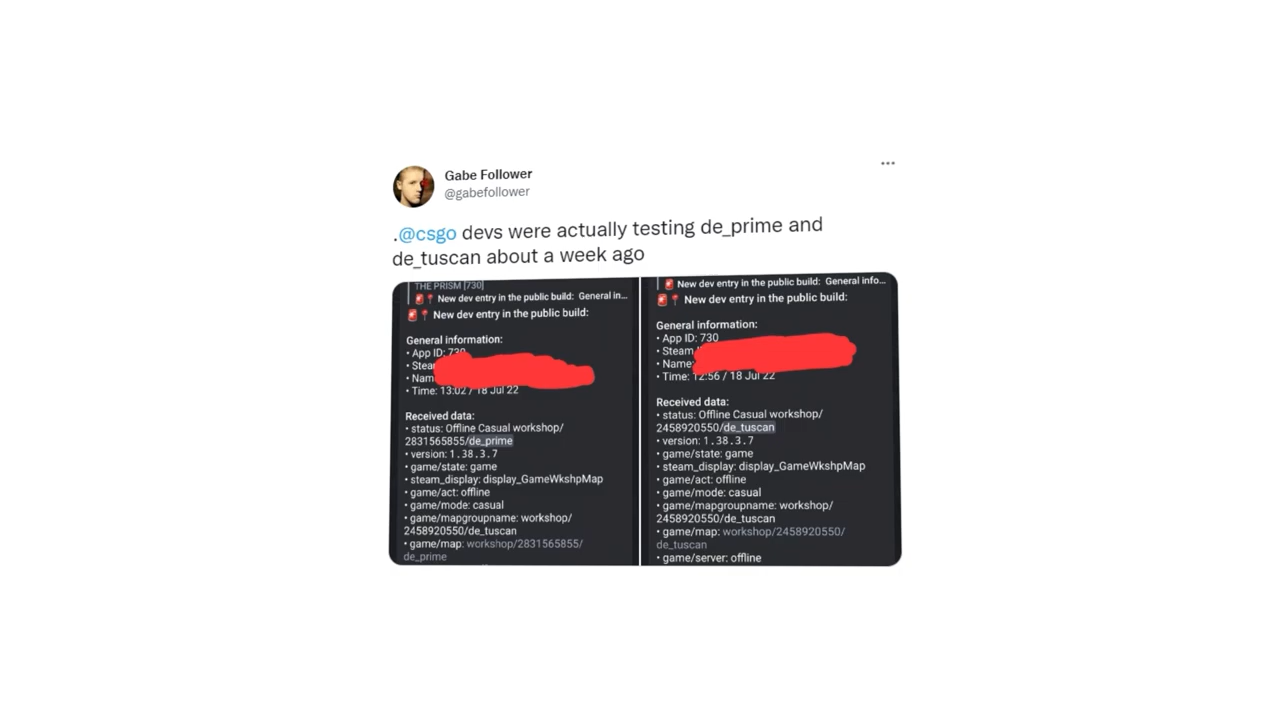 Gabe Follower
@gabefollower
.@csgo devs were actually testing de_prime and
de_tuscan about a week ago
THE PRISM [730]
New dev entry in the public build: General in...
New dev entry in the public build:
General information:
• App ID: 730
• Stea
• Nam
• Time: 13:02 / 18 Jul 22
Received data:
• status: Offline Casual workshop/
2831565855/de_prime
• version: 1.38.3.7
• game/state: game
• steam_display: display_GameWkshpMap
• game/act: offline
• game/mode: casual
• game/mapgroupname: workshop/
2458920550/de_tuscan
• game/map: workshop/2831565855/
de_prime
New dev entry in the public build: General info...
New dev entry in the public build:
General information:
• App ID: 730
• Steam
• Name:
• Time: 12:56 / 18 Jul 22
Received data:
• status: Offline Casual workshop/
2458920550/de_tuscan
• version: 1.38.3.7
• game/state: game
• steam_display: display_GameWkshpMap
• game/act: offline
• game/mode: casual
• game/mapgroupname: workshop/
2458920550/de_tuscan
• game/map: workshop/2458920550/
de_tuscan
• game/server: offline